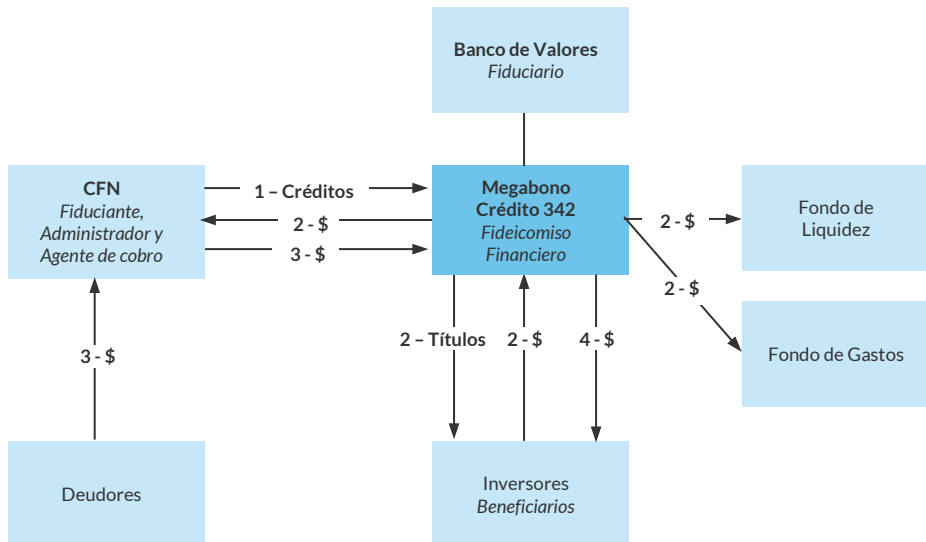 Banco de Valores
Fiduciario
CFN
Fiduciante,
Administrador y
Agente de cobro
1 – Créditos
2 - $
3 - $
Megabono
Crédito 342
Fideicomiso
Financiero
2 - $
Fondo de
Liquidez
2 - $
Fondo de Gastos
3 - $
2 – Títulos
2 - $
4 - $
Deudores
Inversores
Beneficiarios